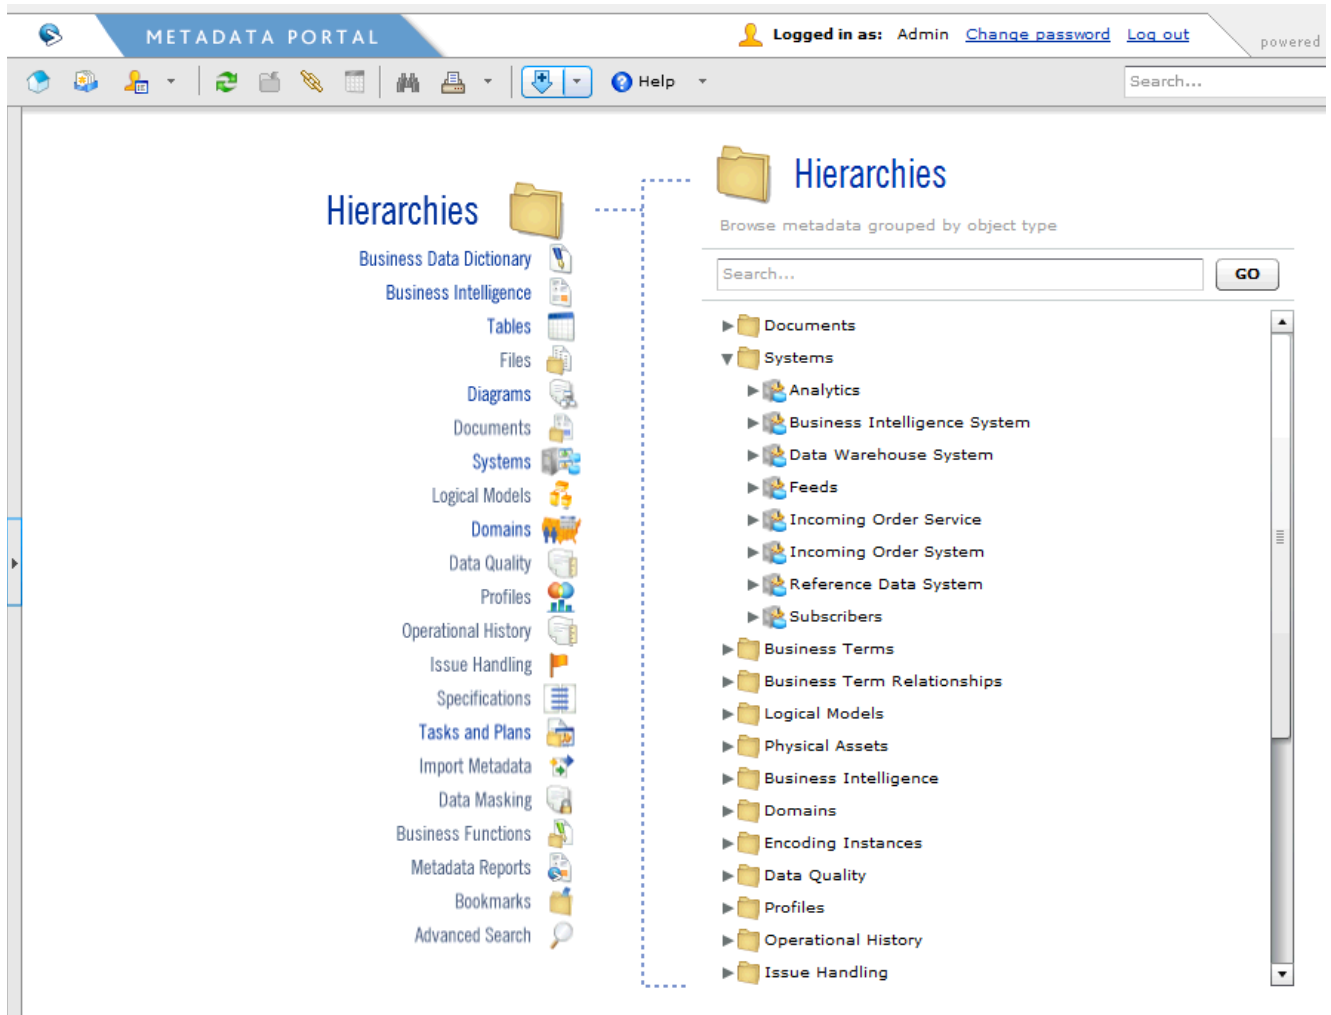 METADATA PORTAL
Logged in as: Admin Change password Log out
powered
Help
Search...
Hierarchies
Business Data Dictionary
Business Intelligence
Tables
Files
Diagrams
Documents
Systems
Logical Models
Domains
Data Quality
Profiles
Operational History
Issue Handling
Specifications
Tasks and Plans
Import Metadata
Data Masking
Business Functions
Metadata Reports
Bookmarks
Advanced Search
Hierarchies
Browse metadata grouped by object type
Search... GO
Documents
Systems
Analytics
Business Intelligence System
Data Warehouse System
Feeds
Incoming Order Service
Incoming Order System
Reference Data System
Subscribers
Business Terms
Business Term Relationships
Logical Models
Physical Assets
Business Intelligence
Domains
Encoding Instances
Data Quality
Profiles
Operational History
Issue Handling